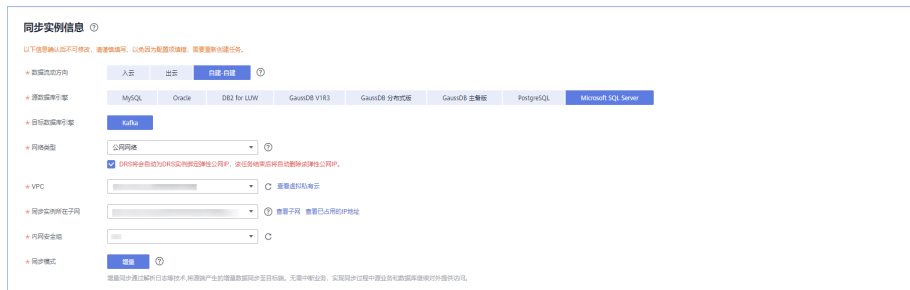 同步实例信息
以下信息确认后不可修改，请谨慎填写，以免因为配置项填错，需要重新创建任务。
* 数据流动方向 入云 出云 自建-自建
* 源数据库引擎 MySQL Oracle DB2 for LUW GaussDB V1R3 GaussDB 分布式版 GaussDB 主备版 PostgreSQL Microsoft SQL Server
* 目标数据库引擎 Kafka
* 网络类型 公网网络
DRS将会自动为DRS实例绑定弹性公网IP，该任务结束后将自动删除该弹性公网IP。
* VPC 查看虚拟私有云
* 同步实例所在子网 查看子网 查看已占用的IP地址
* 内网安全组
* 同步模式 增量
增量同步通过解析日志等技术,将源端产生的增量数据同步至目标端。无需中断业务，实现同步过程中源业务和数据库继续对外提供访问。